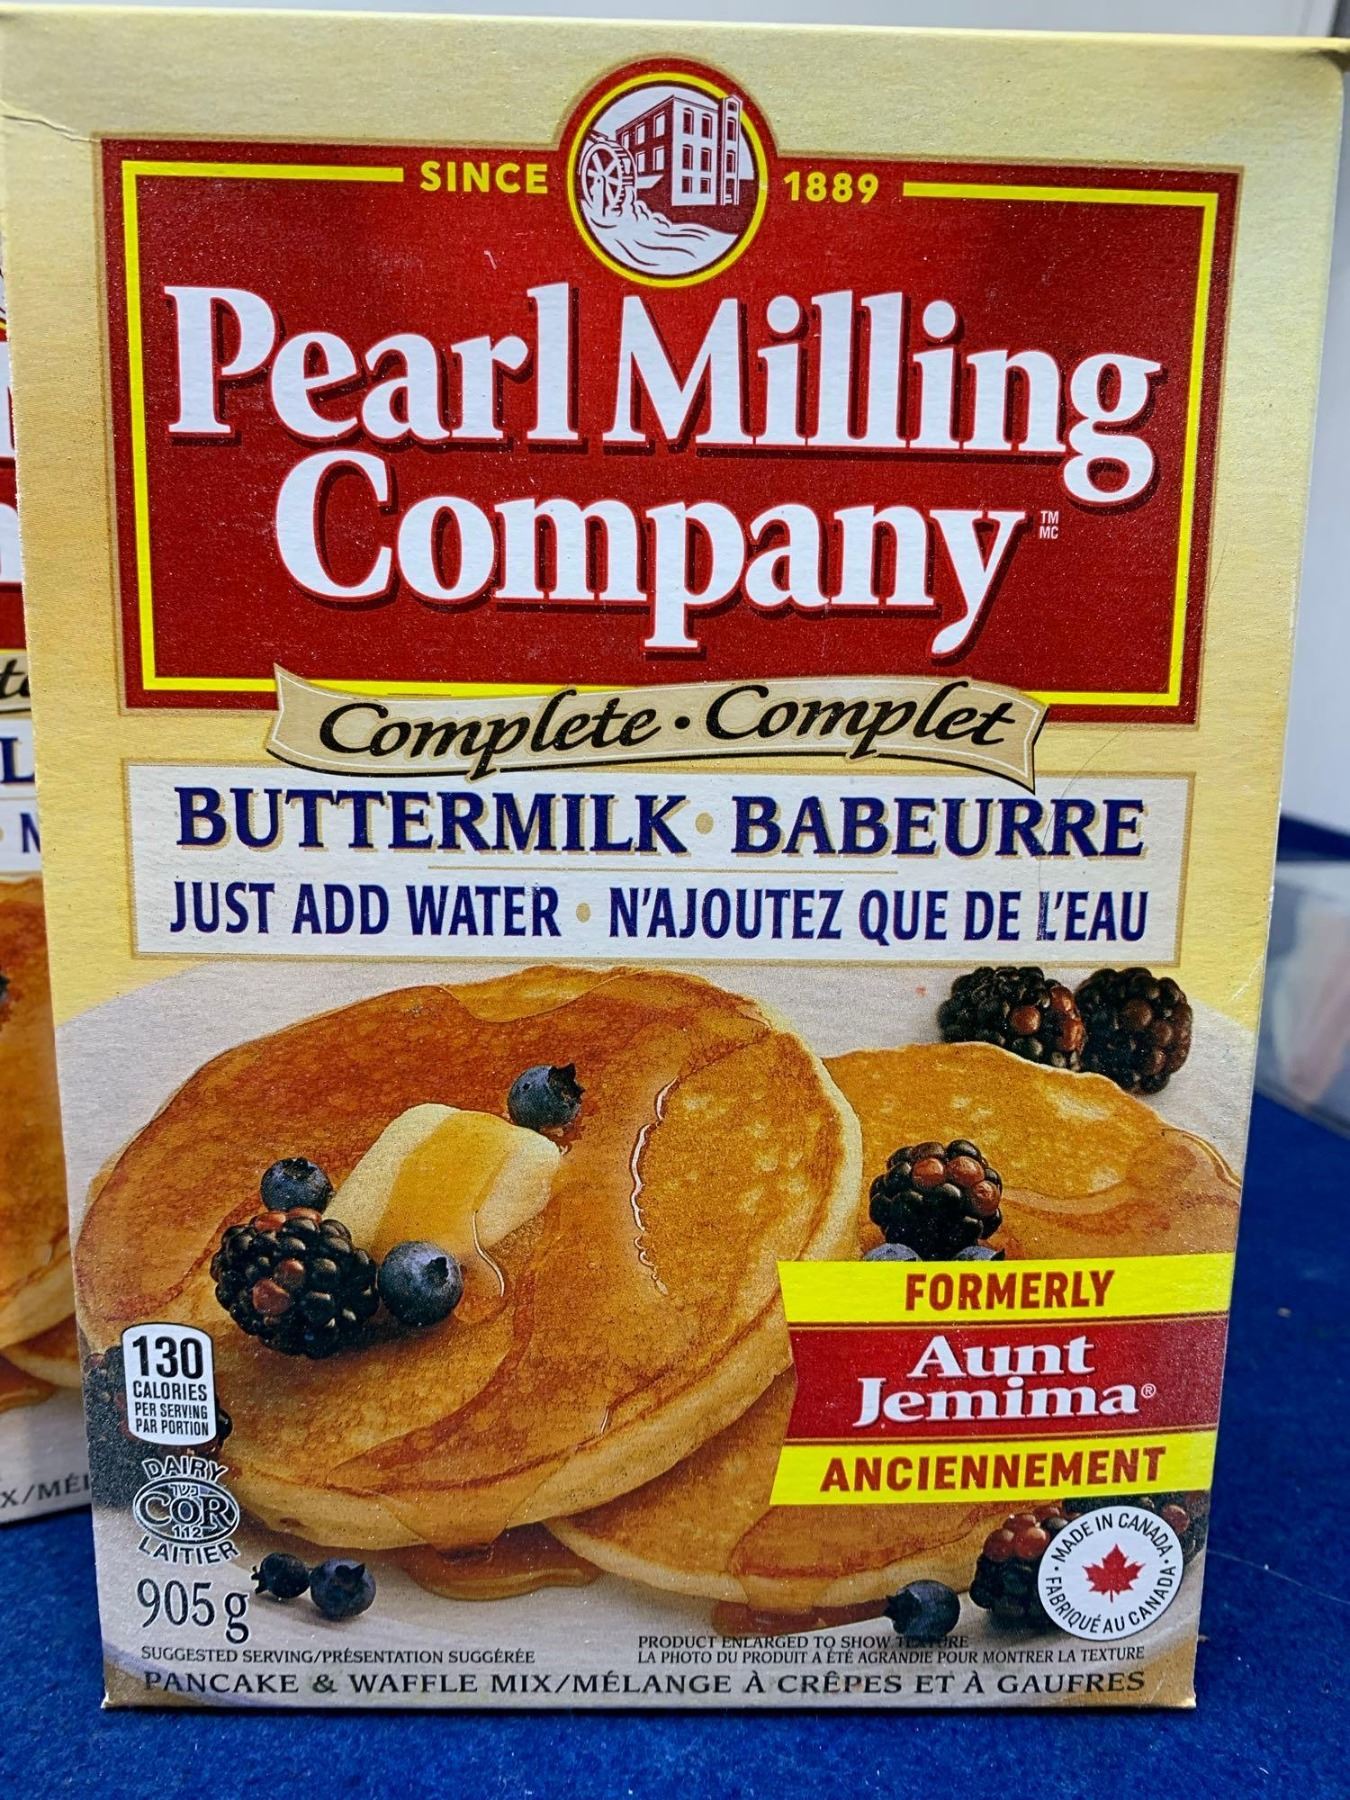 SINCE 1889
Pearl Milling
Company TM MC
Complete • Complet
BUTTERMILK • BABEURRE
JUST ADD WATER • N'AJOUTEZ QUE DE L'EAU
FORMERLY
Aunt
Jemima®
ANCIENNEMENT
130
CALORIES
PER SERVING
PAR PORTION
DAIRY
כשר
COR
112
LAITIER
905 g
MADE IN CANADA • FABRIQUÉ AU CANADA •
SUGGESTED SERVING/PRÉSENTATION SUGGÉRÉE
PRODUCT ENLARGED TO SHOW TEXTURE
LA PHOTO DU PRODUIT A ÉTÉ AGRANDIE POUR MONTRER LA TEXTURE
PANCAKE & WAFFLE MIX/MÉLANGE À CRÊPES ET À GAUFRES